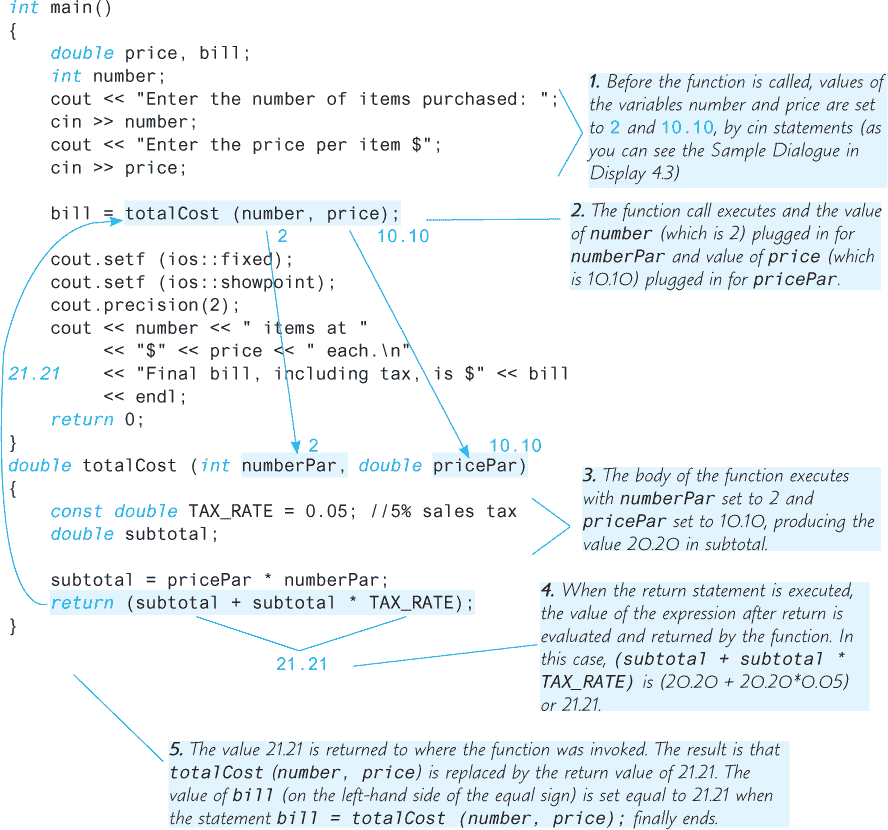 int main()
{
double price, bill;
int number;
cout << "Enter the number of items purchased: ";
cin >> number;
cout << "Enter the price per item $";
cin >> price;
bill = totalCost (number, price);
2 10.10
cout.setf (ios::fixed);
cout.setf (ios::showpoint);
cout.precision(2);
cout << number << " items at "
<< "$" << price << " each.\n"
21.21 << "Final bill, including tax, is $" << bill
<< endl;
return 0;
}
2 10.10
double totalCost (int numberPar, double pricePar)
{
const double TAX_RATE = 0.05; //5% sales tax
double subtotal;
subtotal = pricePar * numberPar;
return (subtotal + subtotal * TAX_RATE);
}
21.21
1. Before the function is called, values of
the variables number and price are set
to 2 and 10.10, by cin statements (as
you can see the Sample Dialogue in
Display 4.3)
2. The function call executes and the value
of number (which is 2) plugged in for
numberPar and value of price (which
is 10.10) plugged in for pricePar.
3. The body of the function executes
with numberPar set to 2 and
pricePar set to 10.10, producing the
value 20.20 in subtotal.
4. When the return statement is executed,
the value of the expression after return is
evaluated and returned by the function. In
this case, (subtotal + subtotal *
TAX_RATE) is (20.20 + 20.20*0.05)
or 21.21.
5. The value 21.21 is returned to where the function was invoked. The result is that
totalCost (number, price) is replaced by the return value of 21.21. The
value of bill (on the left-hand side of the equal sign) is set equal to 21.21 when
the statement bill = totalCost (number, price); finally ends.